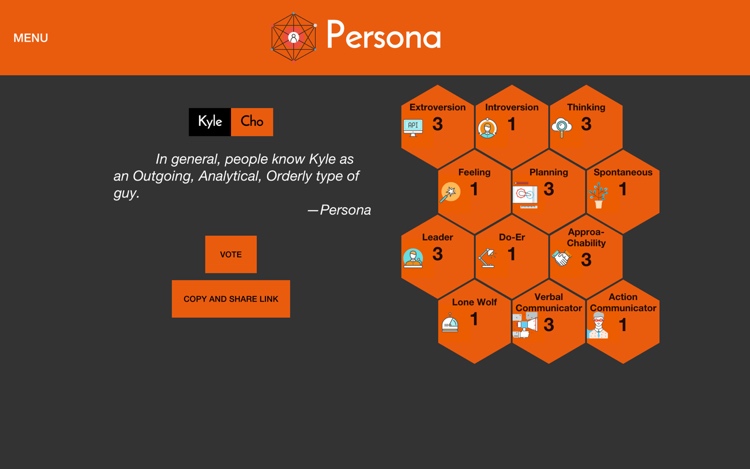 MENU
Persona
Kyle Cho
In general, people know Kyle as
an Outgoing, Analytical, Orderly type of
guy.
—Persona
VOTE
COPY AND SHARE LINK
Extroversion
API
3
Introversion
1
Thinking
3
Feeling
1
Planning
3
Spontaneous
1
Leader
3
Do-Er
1
Approa-
Chability
3
Lone Wolf
1
Verbal
Communicator
3
Action
Communicator
1